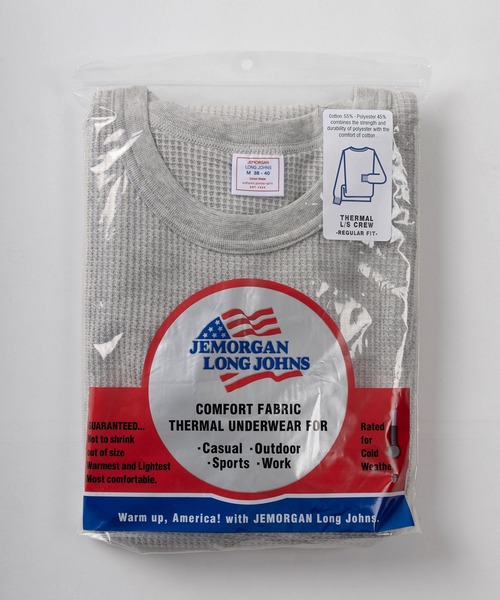 Cotton 55% - Polyester 45%
combines the strength and
durability of polyester with the
comfort of cotton
THERMAL
L/S CREW
-REGULAR FIT-
JEMORGAN
LONG JOHNS
M 38 - 40
JEMORGAN
LONG JOHNS
COMFORT FABRIC
THERMAL UNDERWEAR FOR
·Casual ·Outdoor
·Sports ·Work
GUARANTEED...
Not to shrink
out of size
Warmest and Lightest
Most comfortable.
Rated
for
Cold
Weather
Warm up, America! with JEMORGAN Long Johns.